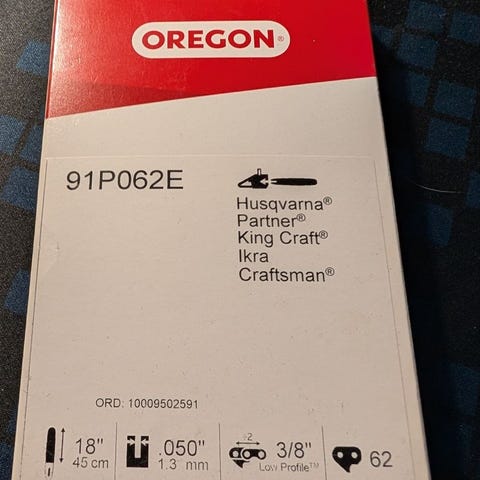 OREGON®
91P062E
Husqvarna®
Partner®
King Craft®
Ikra
Craftsman®
ORD: 10009502591
18"
45 cm
.050"
1.3 mm
÷2
3/8"
Low Profile™
62